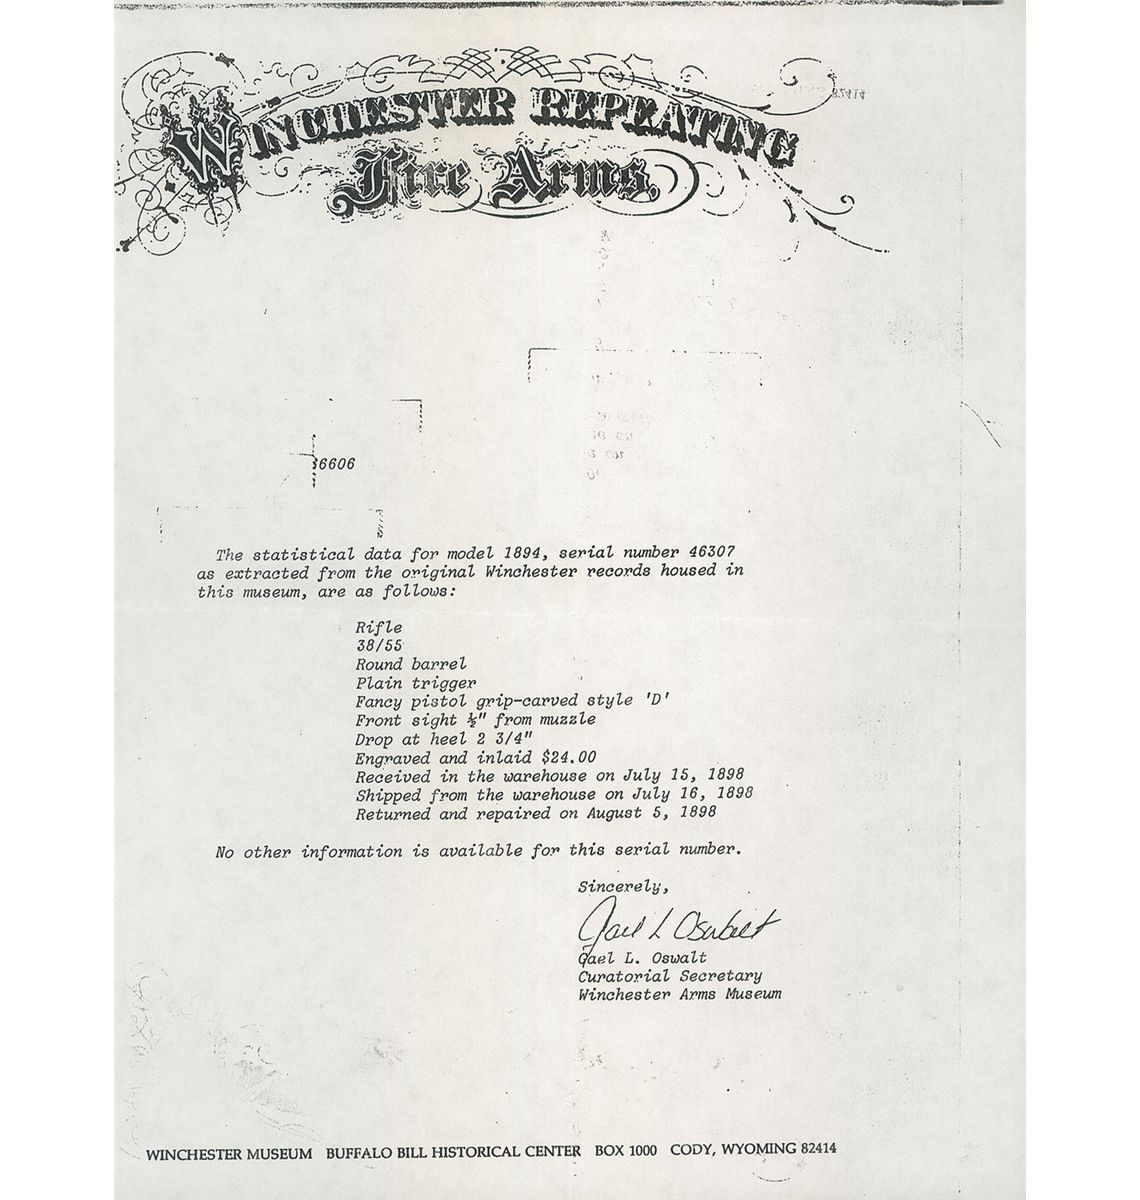 WINCHESTER REPEATING
Fire Arms
82414
6606
The statistical data for model 1894, serial number 46307
as extracted from the original Winchester records housed in
this museum, are as follows:
Rifle
38/55
Round barrel
Plain trigger
Fancy pistol grip-carved style 'D'
Front sight ½" from muzzle
Drop at heel 2 3/4"
Engraved and inlaid $24.00
Received in the warehouse on July 15, 1898
Shipped from the warehouse on July 16, 1898
Returned and repaired on August 5, 1898
No other information is available for this serial number.
Sincerely,
Gael L Oswalt
Gael L. Oswalt
Curatorial Secretary
Winchester Arms Museum
WINCHESTER MUSEUM BUFFALO BILL HISTORICAL CENTER BOX 1000 CODY, WYOMING 82414